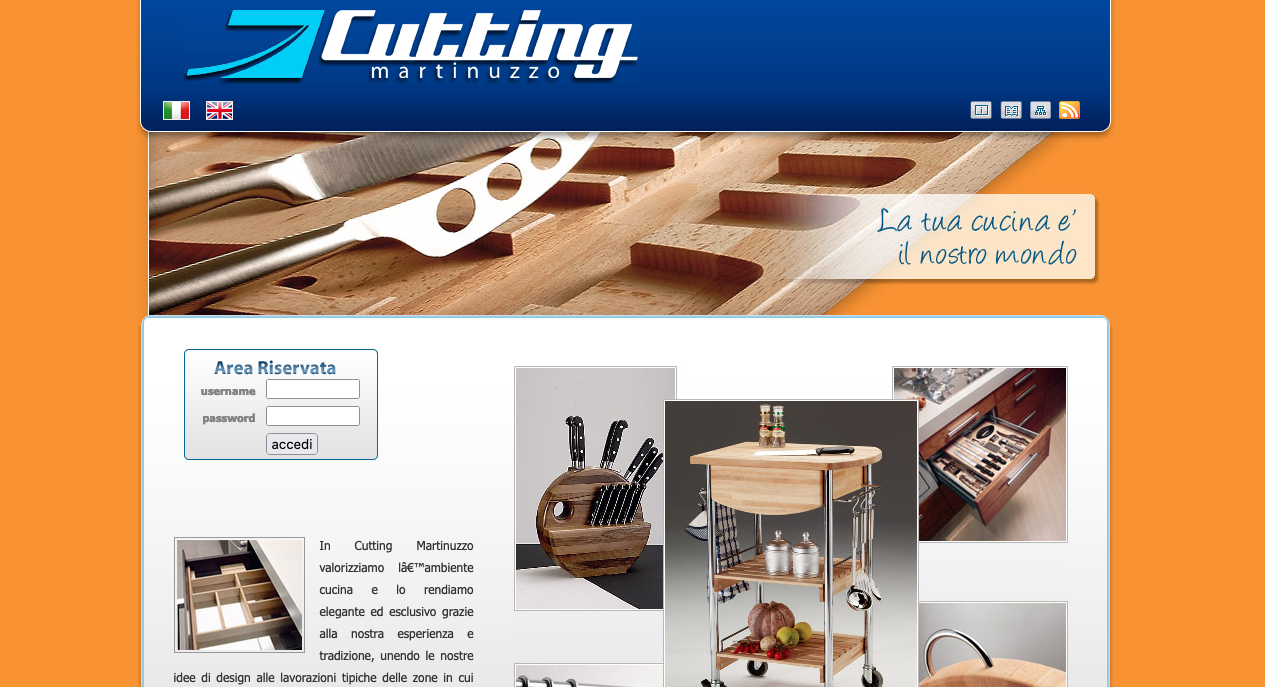 Cutting
martinuzzo
La tua cucina e'
il nostro mondo
Area Riservata
username
password
accedi
In Cutting Martinuzzo
valorizziamo lâ€™ambiente
cucina e lo rendiamo
elegante ed esclusivo grazie
alla nostra esperienza e
tradizione, unendo le nostre
idee di design alle lavorazioni tipiche delle zone in cui